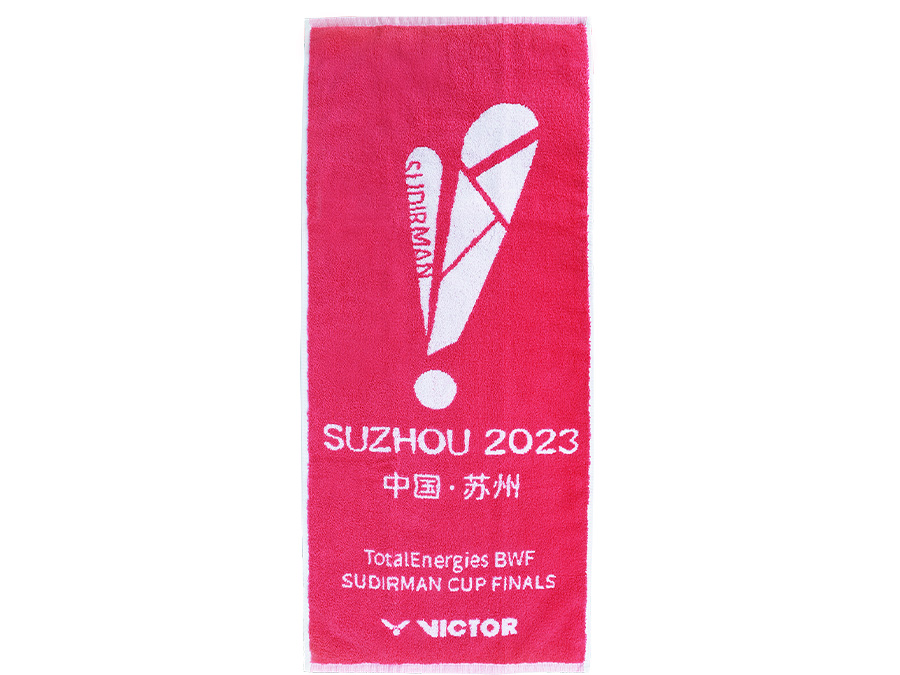 SUDIRMAN
SUZHOU 2023
中国·苏州
TotalEnergies BWF
SUDIRMAN CUP FINALS
VICTOR